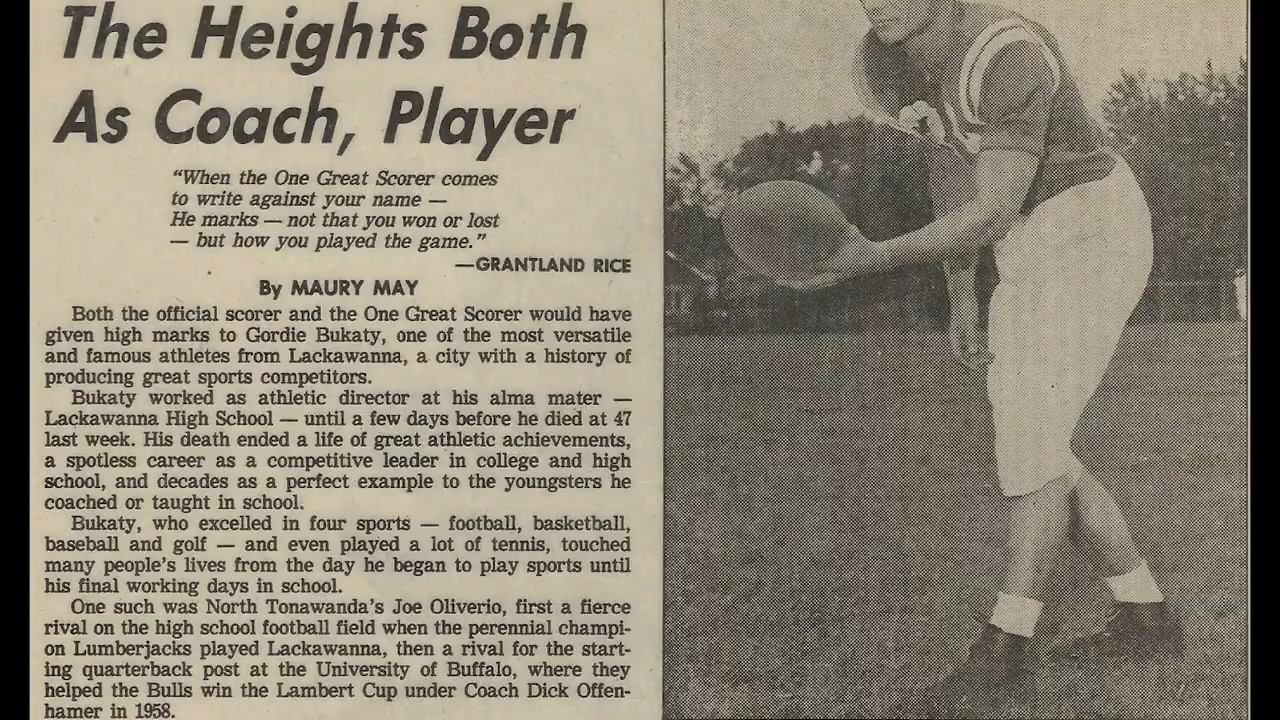 The Heights Both
As Coach, Player
"When the One Great Scorer comes
to write against your name —
He marks — not that you won or lost
— but how you played the game."
—GRANTLAND RICE
By MAURY MAY
Both the official scorer and the One Great Scorer would have
given high marks to Gordie Bukaty, one of the most versatile
and famous athletes from Lackawanna, a city with a history of
producing great sports competitors.
Bukaty worked as athletic director at his alma mater —
Lackawanna High School — until a few days before he died at 47
last week. His death ended a life of great athletic achievements,
a spotless career as a competitive leader in college and high
school, and decades as a perfect example to the youngsters he
coached or taught in school.
Bukaty, who excelled in four sports — football, basketball,
baseball and golf — and even played a lot of tennis, touched
many people's lives from the day he began to play sports until
his final working days in school.
One such was North Tonawanda's Joe Oliverio, first a fierce
rival on the high school football field when the perennial champi-
on Lumberjacks played Lackawanna, then a rival for the start-
ing quarterback post at the University of Buffalo, where they
helped the Bulls win the Lambert Cup under Coach Dick Offen-
hamer in 1958.